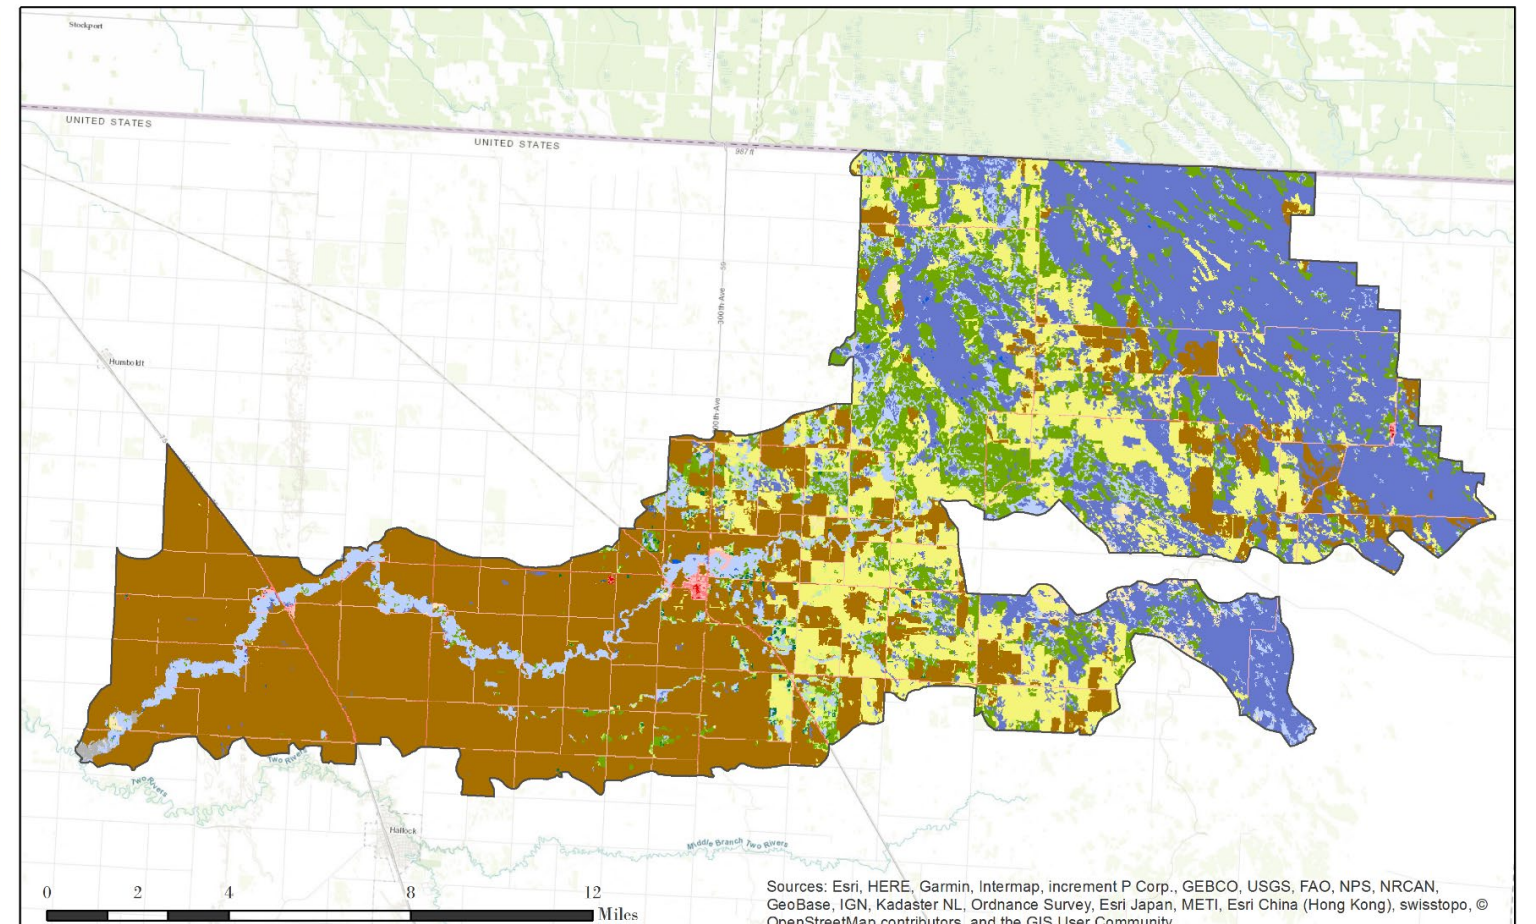 Stockport
UNITED STATES
UNITED STATES
987 ft
300th Ave
59
Humboldt
300th Ave
Two Rivers
Two Rivers
Hallock
Middle Branch Two Rivers
0 2 4 8 12
Miles
Sources: Esri, HERE, Garmin, Intermap, increment P Corp., GEBCO, USGS, FAO, NPS, NRCAN,
GeoBase, IGN, Kadaster NL, Ordnance Survey, Esri Japan, METI, Esri China (Hong Kong), swisstopo, ©
OpenStreetMap contributors, and the GIS User Community